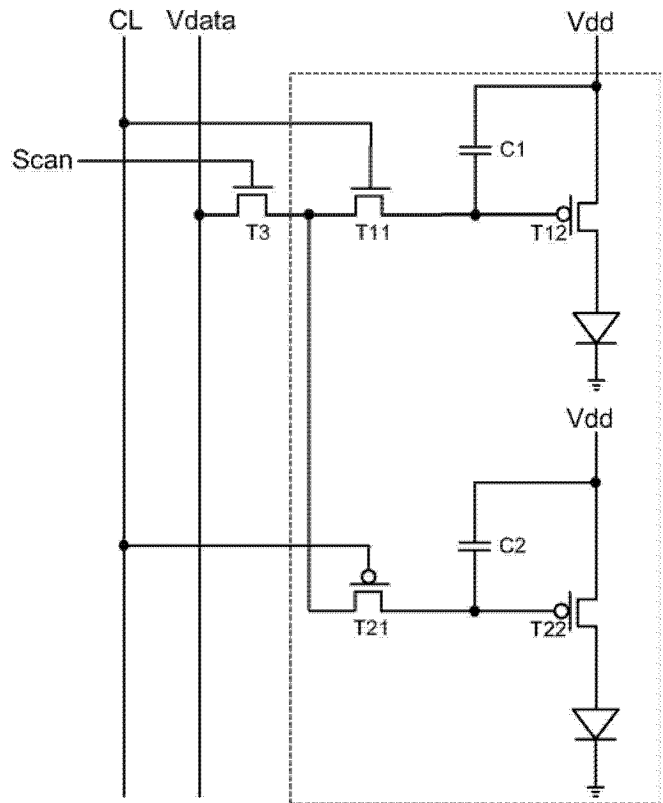 CL Vdata Vdd
C1
Scan
T3 T11 T12
Vdd
C2
T21 T22